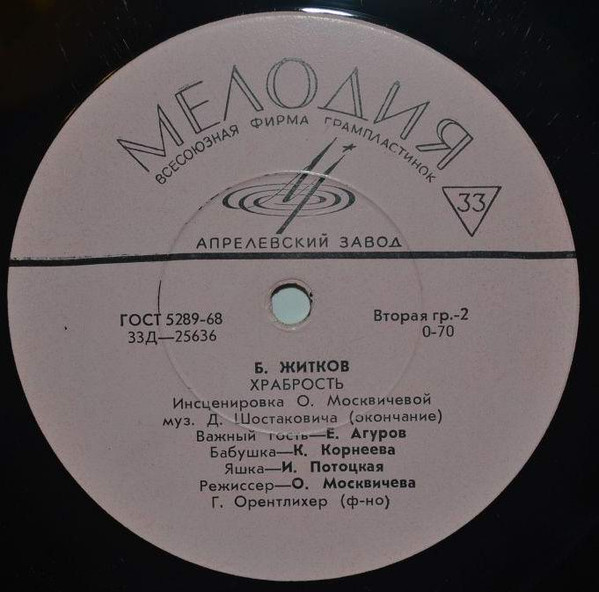 МЕЛОДИЯ
ВСЕСОЮЗНАЯ ФИРМА ГРАМПЛАСТИНОК
33
АПРЕЛЕВСКИЙ ЗАВОД
ГОСТ 5289-68
33Д—25636
Вторая гр.-2
0-70
Б. ЖИТКОВ
ХРАБРОСТЬ
Инсценировка О. Москвичевой
муз. Д. Шостаковича (окончание)
Важный гость—Е. Агуров
Бабушка—К. Корнеева
Яшка—И. Потоцкая
Режиссер—О. Москвичева
Г. Орентлихер (ф-но)